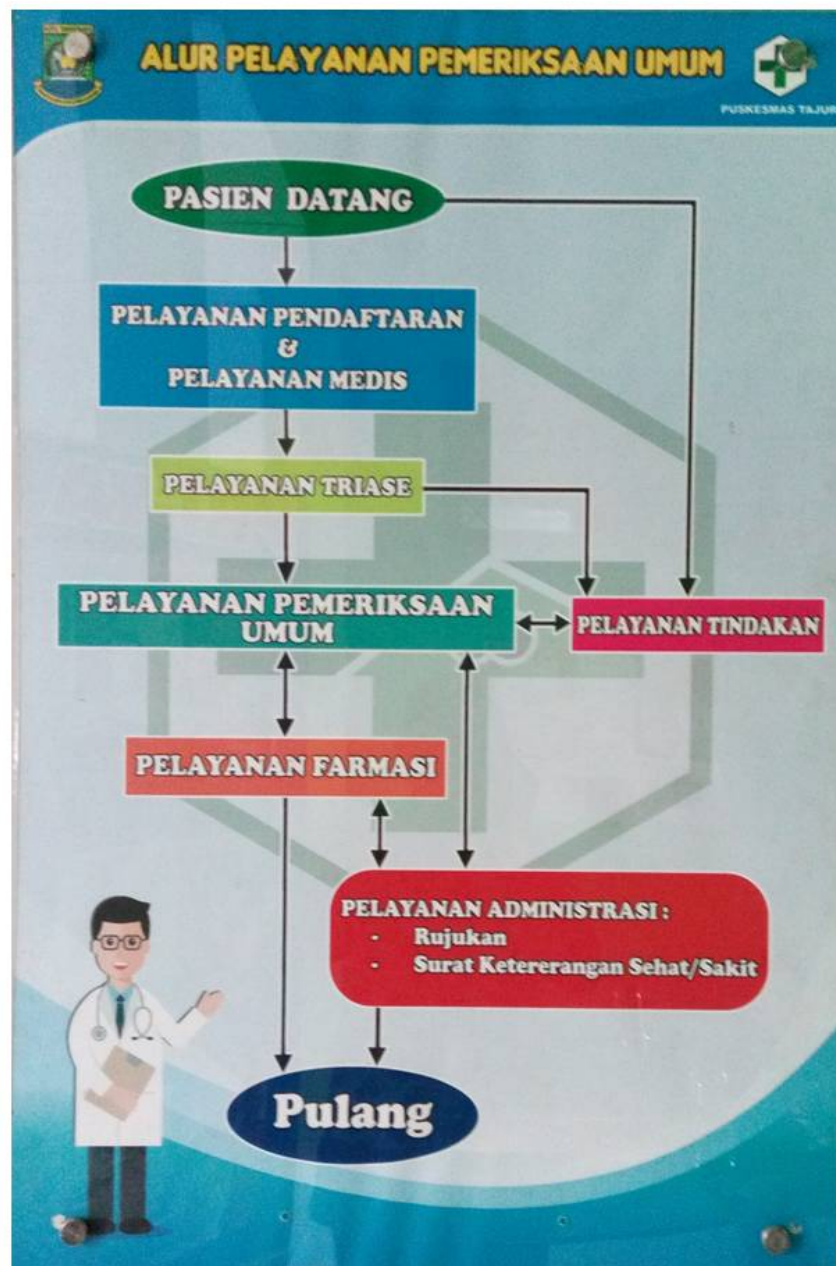 ALUR PELAYANAN PEMERIKSAAN UMUM
PUSKESMAS TAJUR
PASIEN DATANG
PELAYANAN PENDAFTARAN
&
PELAYANAN MEDIS
PELAYANAN TRIASE
PELAYANAN PEMERIKSAAN
UMUM
PELAYANAN TINDAKAN
PELAYANAN FARMASI
PELAYANAN ADMINISTRASI :
- Rujukan
- Surat Ketererangan Sehat/Sakit
Pulang